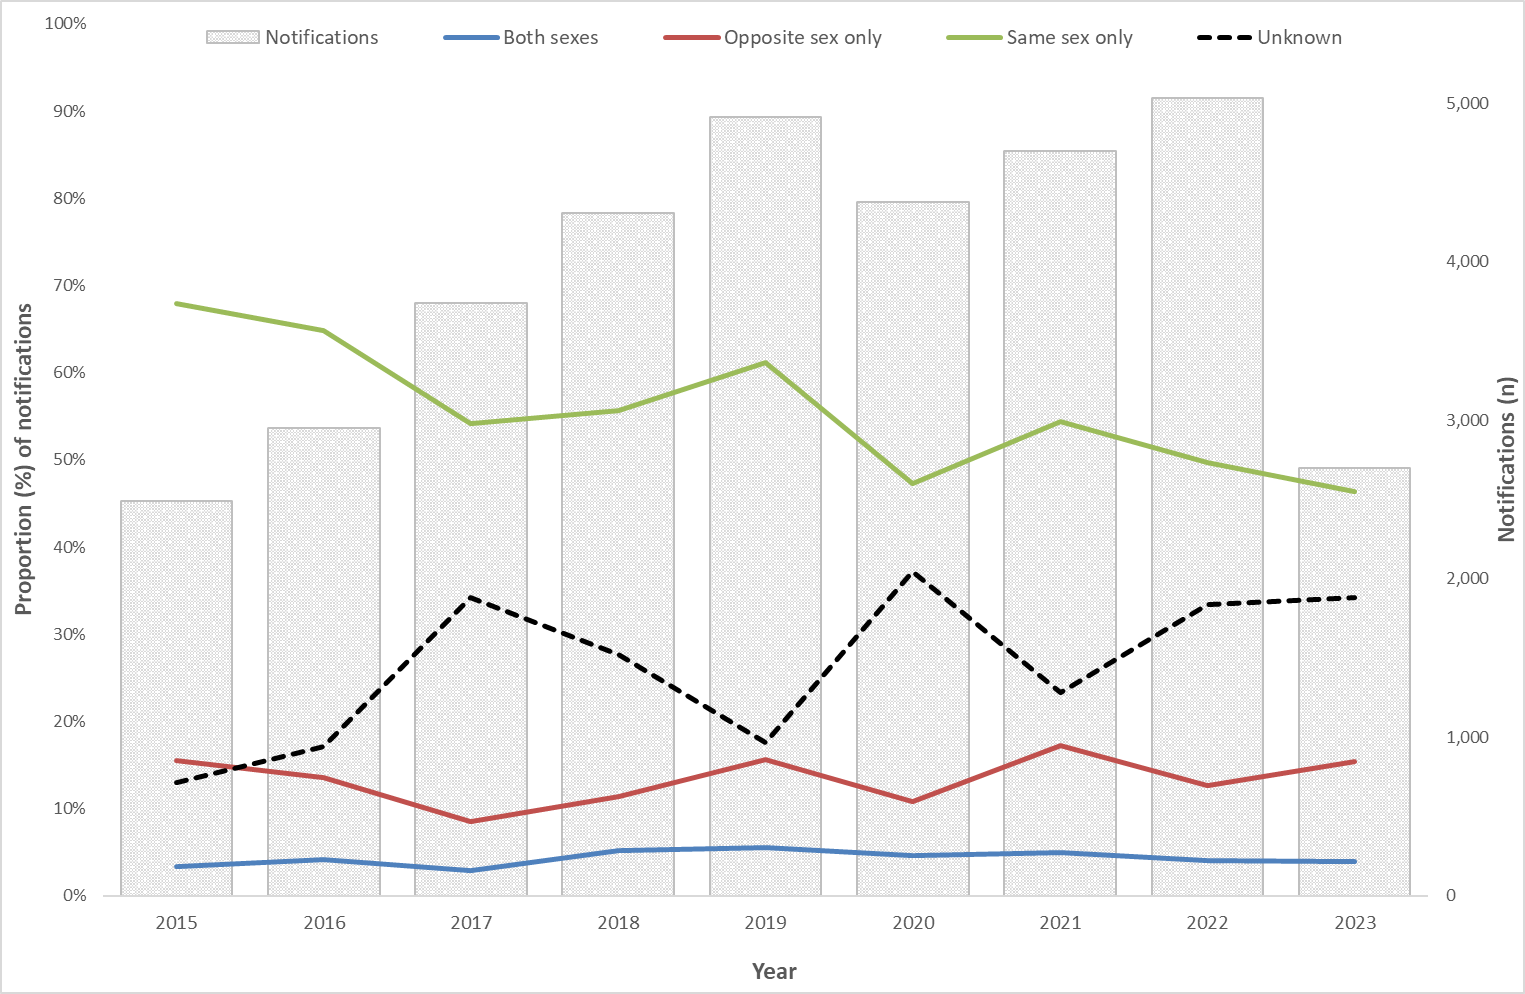 100%
90%
80%
70%
60%
50%
40%
30%
20%
10%
0%
Proportion (%) of notifications
Notifications
Both sexes
Opposite sex only
Same sex only
Unknown
5,000
4,000
3,000
2,000
1,000
0
Notifications (n)
2015 2016 2017 2018 2019 2020 2021 2022 2023
Year